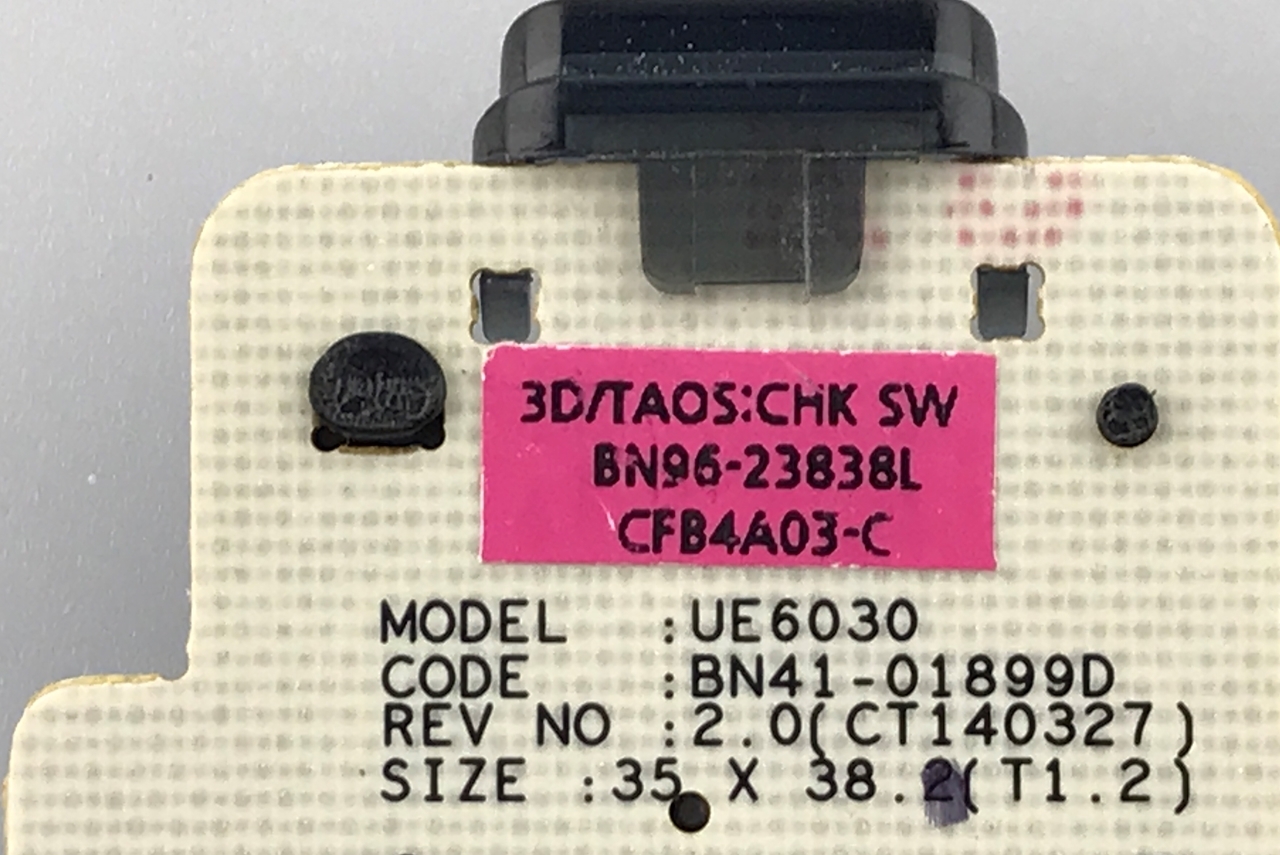 3D/TAOS:CHK SW
BN96-23838L
CFB4A03-C
MODEL :UE6030
CODE :BN41-01899D
REV NO :2.0(CT140327)
SIZE :35 X 38.2(T1.2)